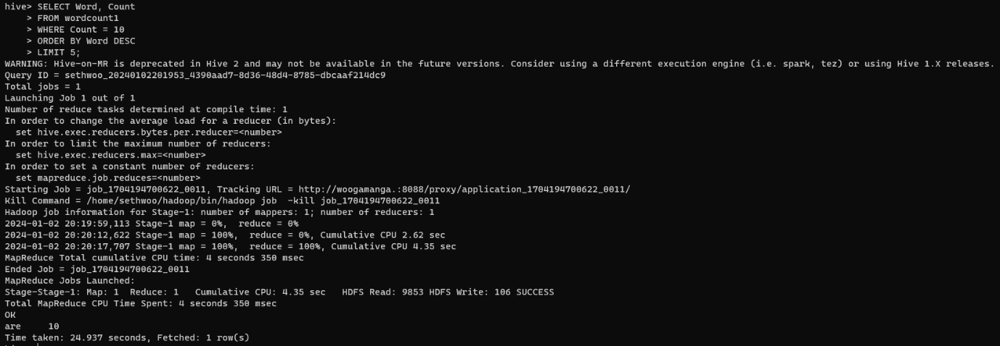 hive> SELECT Word, Count
    > FROM wordcount1
    > WHERE Count = 10
    > ORDER BY Word DESC
    > LIMIT 5;
WARNING: Hive-on-MR is deprecated in Hive 2 and may not be available in the future versions. Consider using a different execution engine (i.e. spark, tez) or using Hive 1.X releases.
Query ID = sethwoo_20240102201953_4390aad7-8d36-48d4-8785-dbcaaf214dc9
Total jobs = 1
Launching Job 1 out of 1
Number of reduce tasks determined at compile time: 1
In order to change the average load for a reducer (in bytes):
  set hive.exec.reducers.bytes.per.reducer=<number>
In order to limit the maximum number of reducers:
  set hive.exec.reducers.max=<number>
In order to set a constant number of reducers:
  set mapreduce.job.reduces=<number>
Starting Job = job_1704194700622_0011, Tracking URL = http://woogamanga.:8088/proxy/application_1704194700622_0011/
Kill Command = /home/sethwoo/hadoop/bin/hadoop job  -kill job_1704194700622_0011
Hadoop job information for Stage-1: number of mappers: 1; number of reducers: 1
2024-01-02 20:19:59,113 Stage-1 map = 0%,  reduce = 0%
2024-01-02 20:20:12,622 Stage-1 map = 100%,  reduce = 0%, Cumulative CPU 2.62 sec
2024-01-02 20:20:17,707 Stage-1 map = 100%,  reduce = 100%, Cumulative CPU 4.35 sec
MapReduce Total cumulative CPU time: 4 seconds 350 msec
Ended Job = job_1704194700622_0011
MapReduce Jobs Launched:
Stage-Stage-1: Map: 1  Reduce: 1   Cumulative CPU: 4.35 sec   HDFS Read: 9853 HDFS Write: 106 SUCCESS
Total MapReduce CPU Time Spent: 4 seconds 350 msec
OK
are     10
Time taken: 24.937 seconds, Fetched: 1 row(s)